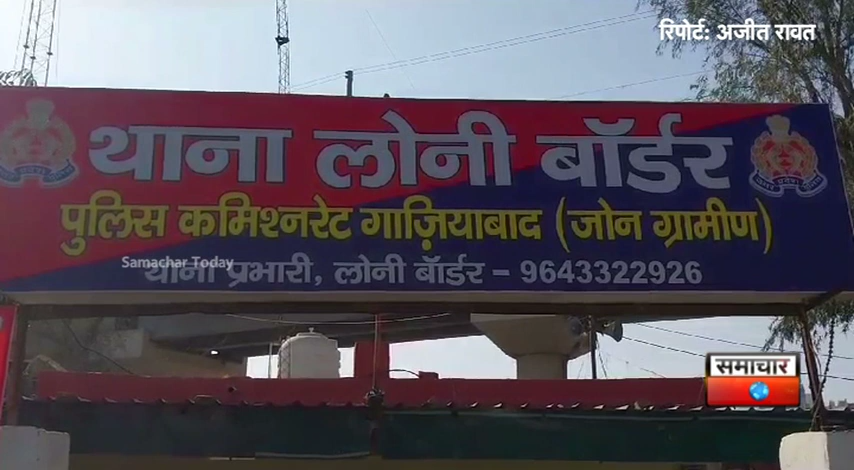 रिपोर्ट: अजीत रावत
थाना लोनी बॉर्डर
पुलिस कमिश्नरेट गाज़ियाबाद (जोन ग्रामीण)
Samachar Today
थाना प्रभारी, लोनी बॉर्डर – 9643322926
समाचार